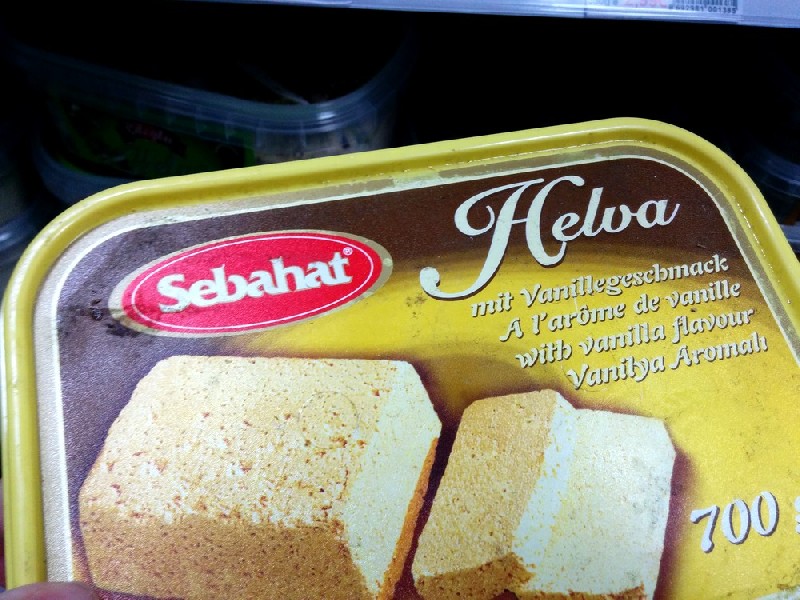 Sebahat®
Helva
mit Vanillegeschmack
A l'arôme de vanille
with vanilla flavour
Vanilya Aromalı
700 g